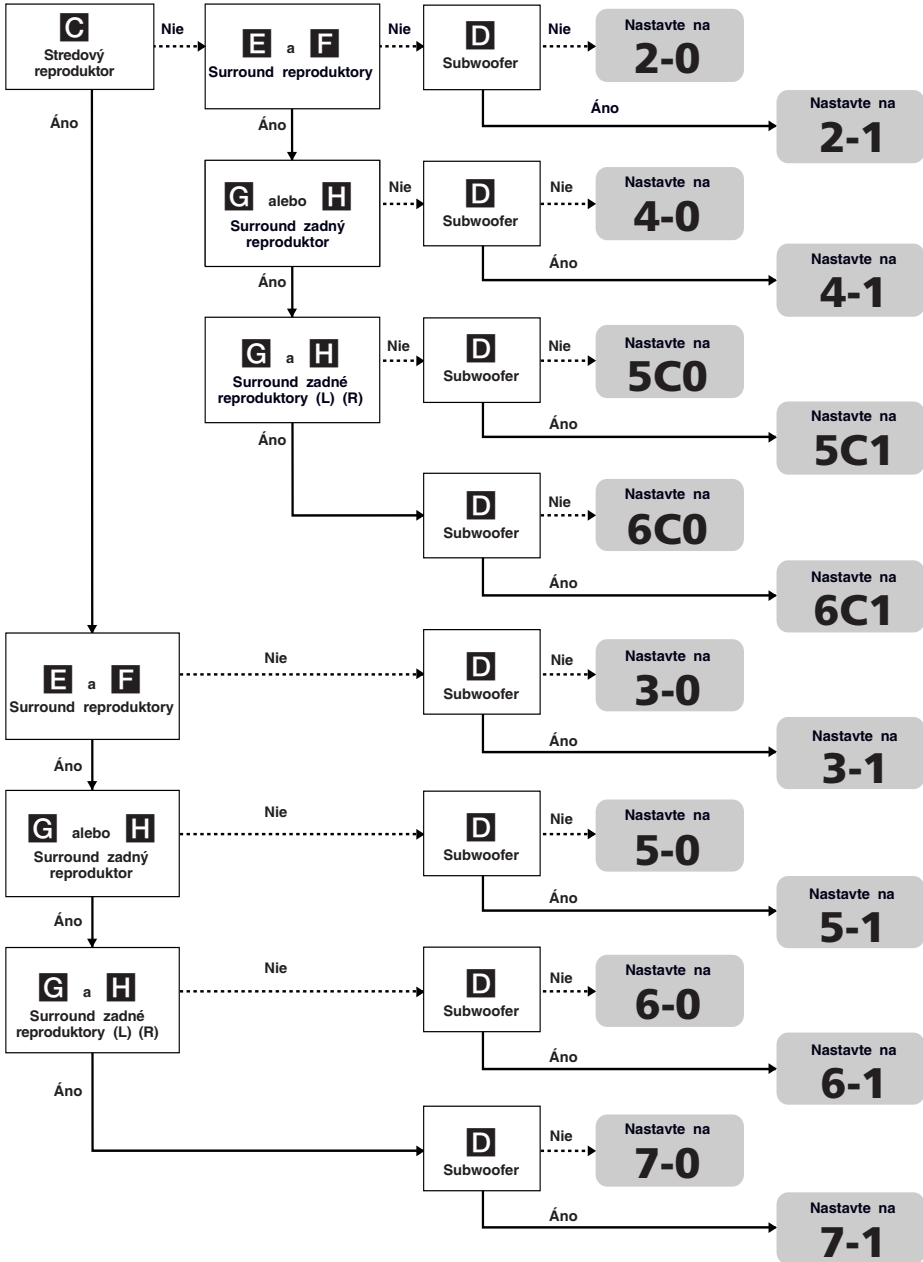 C
Stredový
reproduktor
Nie
E a F
Surround reproduktory
Nie
D
Subwoofer
Nie
Nastavte na
2-0
Áno
Áno
Áno
Nastavte na
2-1
G alebo H
Surround zadný
reproduktor
Nie
D
Subwoofer
Nie
Nastavte na
4-0
Áno
Áno
Nastavte na
4-1
G a H
Surround zadné
reproduktory (L) (R)
Nie
D
Subwoofer
Nie
Nastavte na
5C0
Áno
Áno
Nastavte na
5C1
D
Subwoofer
Nie
Nastavte na
6C0
Áno
Nastavte na
6C1
E a F
Surround reproduktory
Nie
D
Subwoofer
Nie
Nastavte na
3-0
Áno
Áno
Nastavte na
3-1
G alebo H
Surround zadný
reproduktor
Nie
D
Subwoofer
Nie
Nastavte na
5-0
Áno
Áno
Nastavte na
5-1
G a H
Surround zadné
reproduktory (L) (R)
Nie
D
Subwoofer
Nie
Nastavte na
6-0
Áno
Áno
Nastavte na
6-1
D
Subwoofer
Nie
Nastavte na
7-0
Áno
Nastavte na
7-1